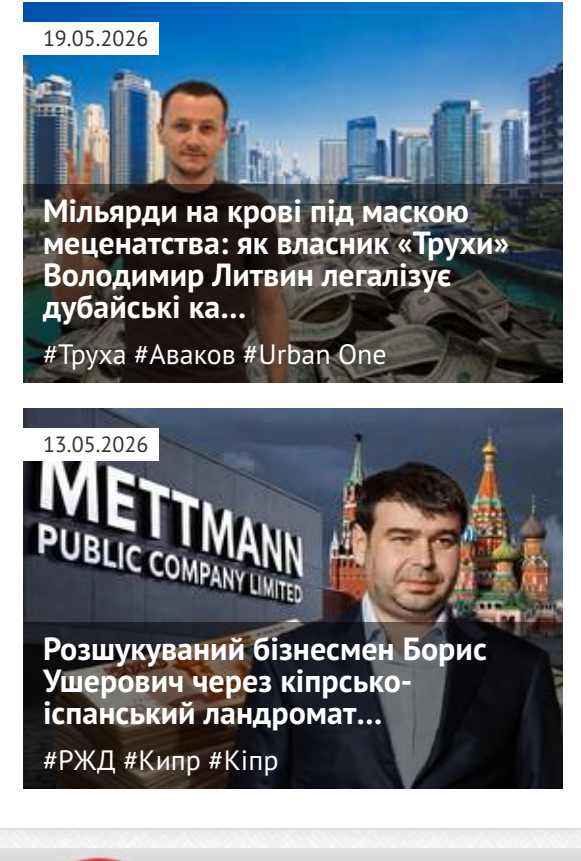 19.05.2026
Мільярди на крові під маскою
меценатства: як власник «Трухи»
Володимир Литвин легалізує
дубайські ка...
#Труха #Аваков #Urban One
13.05.2026
METTMANN
PUBLIC COMPANY LIMITED
Розшукуваний бізнесмен Борис
Ушерович через кіпрсько-
іспанський ландромат...
#РЖД #Кипр #Кіпр